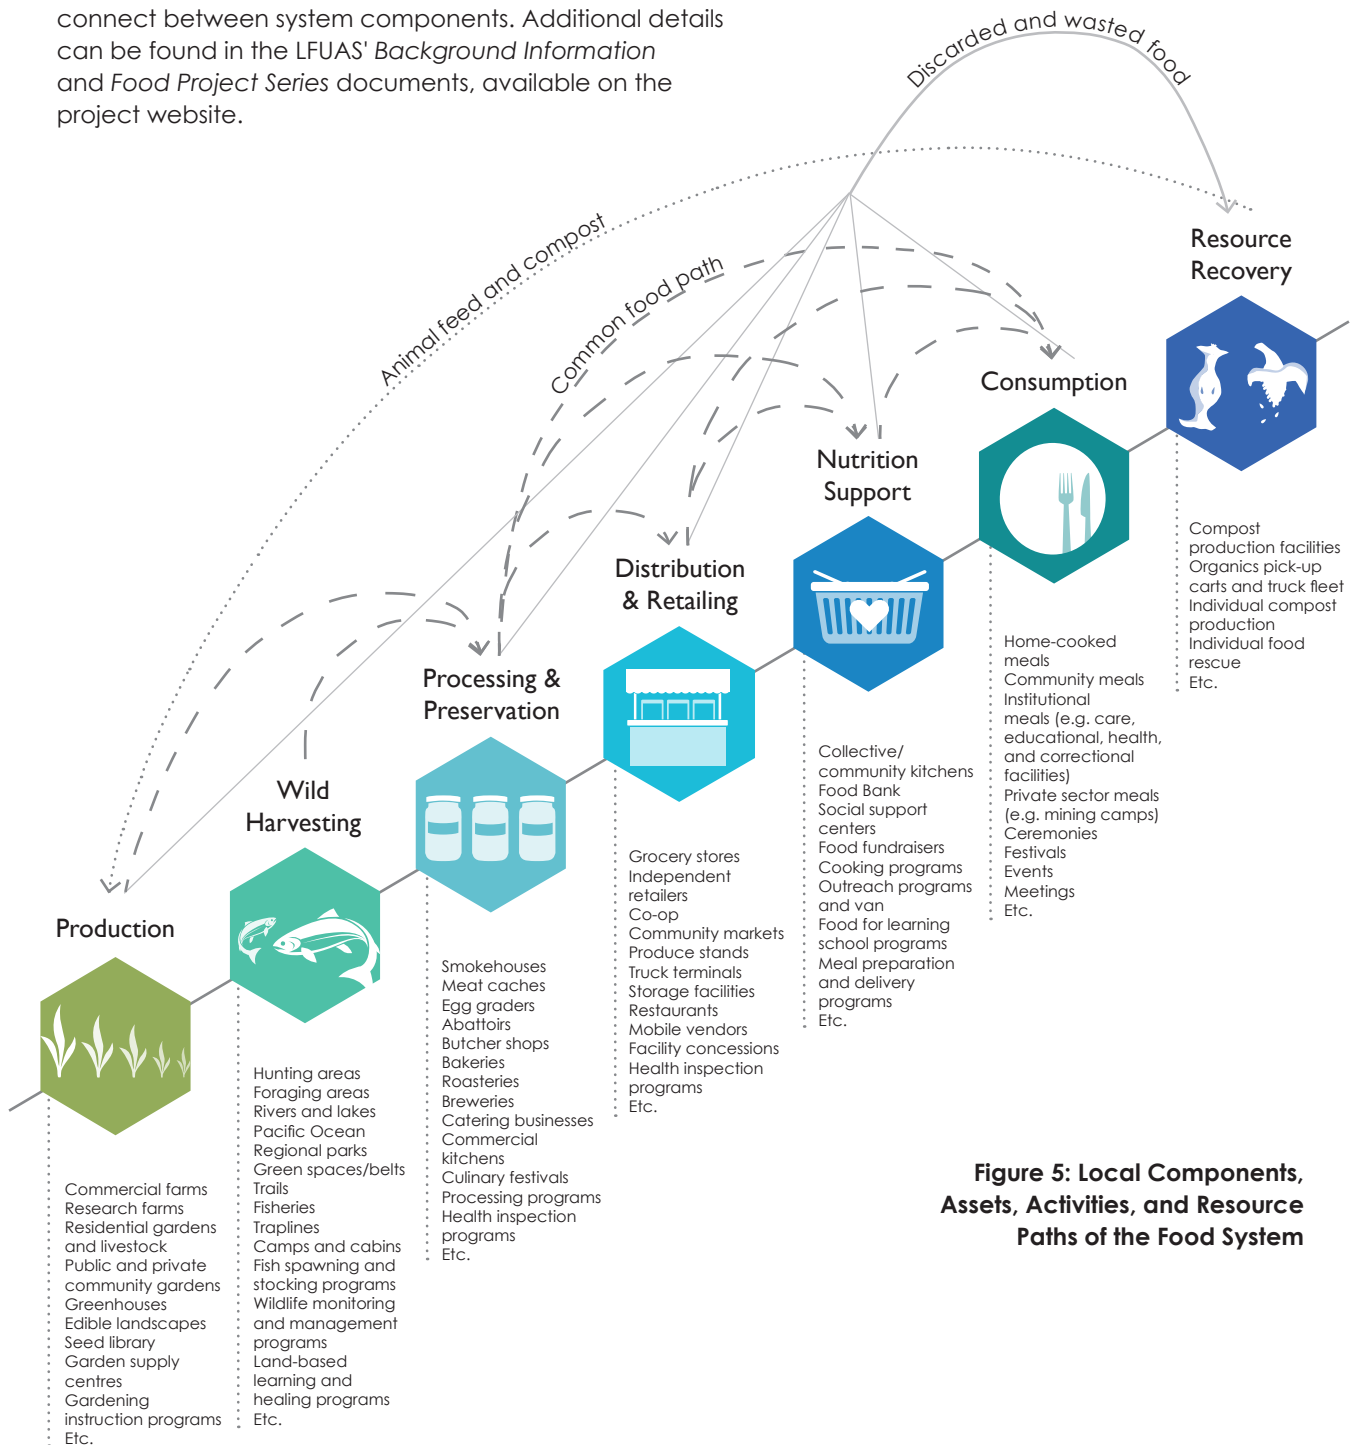 connect between system components. Additional details
can be found in the LFUAS' Background Information
and Food Project Series documents, available on the
project website.
Discarded and wasted food
Animal feed and compost
Common food path
Resource
Recovery
Compost
production facilities
Organics pick-up
carts and truck fleet
Individual compost
production
Individual food
rescue
Etc.
Consumption
Home-cooked
meals
Community meals
Institutional
meals (e.g. care,
educational, health,
and correctional
facilities)
Private sector meals
(e.g. mining camps)
Ceremonies
Festivals
Events
Meetings
Etc.
Nutrition
Support
Collective/
community kitchens
Food Bank
Social support
centers
Food fundraisers
Cooking programs
Outreach programs
and van
Food for learning
school programs
Meal preparation
and delivery
programs
Etc.
Distribution
& Retailing
Grocery stores
Independent
retailers
Co-op
Community markets
Produce stands
Truck terminals
Storage facilities
Restaurants
Mobile vendors
Facility concessions
Health inspection
programs
Etc.
Processing &
Preservation
Smokehouses
Meat caches
Egg graders
Abattoirs
Butcher shops
Bakeries
Roasteries
Breweries
Catering businesses
Commercial
kitchens
Culinary festivals
Processing programs
Health inspection
programs
Etc.
Wild
Harvesting
Hunting areas
Foraging areas
Rivers and lakes
Pacific Ocean
Regional parks
Green spaces/belts
Trails
Fisheries
Traplines
Camps and cabins
Fish spawning and
stocking programs
Wildlife monitoring
and management
programs
Land-based
learning and
healing programs
Etc.
Production
Commercial farms
Research farms
Residential gardens
and livestock
Public and private
community gardens
Greenhouses
Edible landscapes
Seed library
Garden supply
centres
Gardening
instruction programs
Etc.
Figure 5: Local Components,
Assets, Activities, and Resource
Paths of the Food System